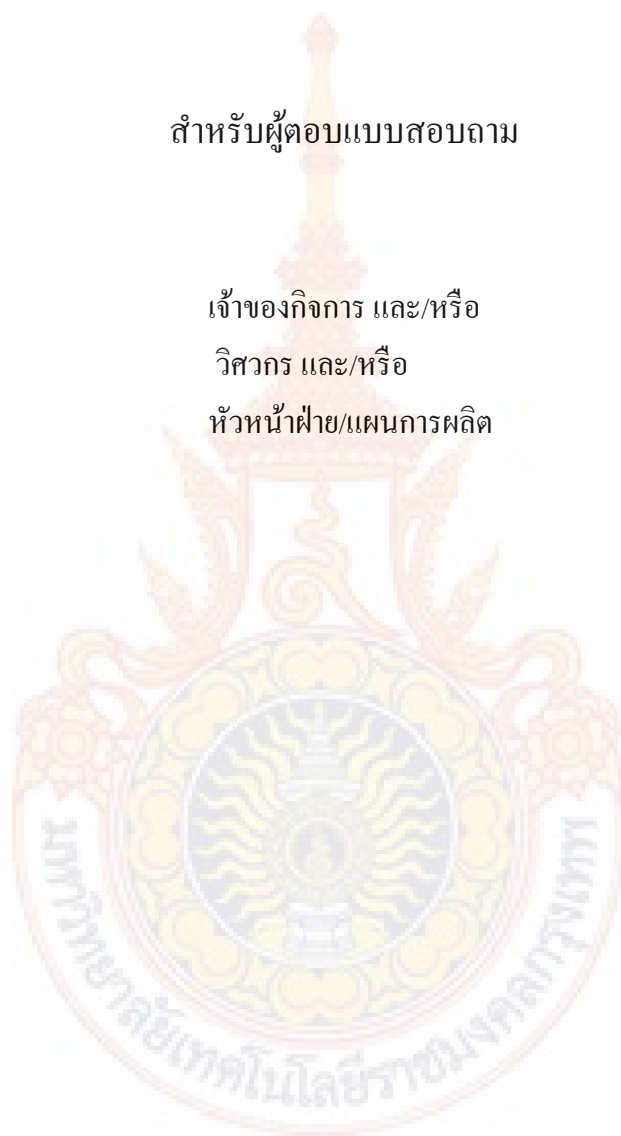 สำหรับผู้ตอบแบบสอบถาม
เจ้าของกิจการ และ/หรือ
วิศวกร และ/หรือ
หัวหน้าฝ่าย/แผนการผลิต
มหาวิทยาลัยเทคโนโลยีราชมงคลกรุงเทพ